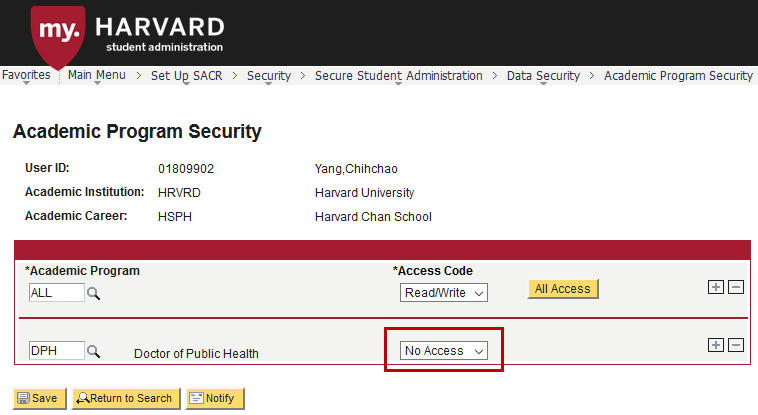 my. HARVARD
student administration
Favorites Main Menu > Set Up SACR > Security > Secure Student Administration > Data Security > Academic Program Security
Academic Program Security
User ID: 01809902 Yang,Chihchao
Academic Institution: HRVRD Harvard University
Academic Career: HSPH Harvard Chan School
*Academic Program *Access Code
ALL Read/Write All Access
DPH Doctor of Public Health No Access
Save Return to Search Notify